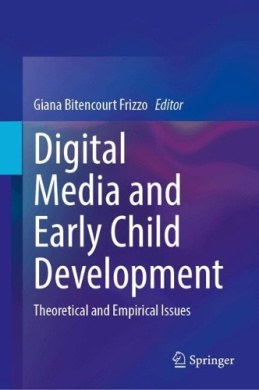 Giana Bitencourt Frizzo Editor
Digital
Media and
Early Child
Development
Theoretical and Empirical Issues
Springer